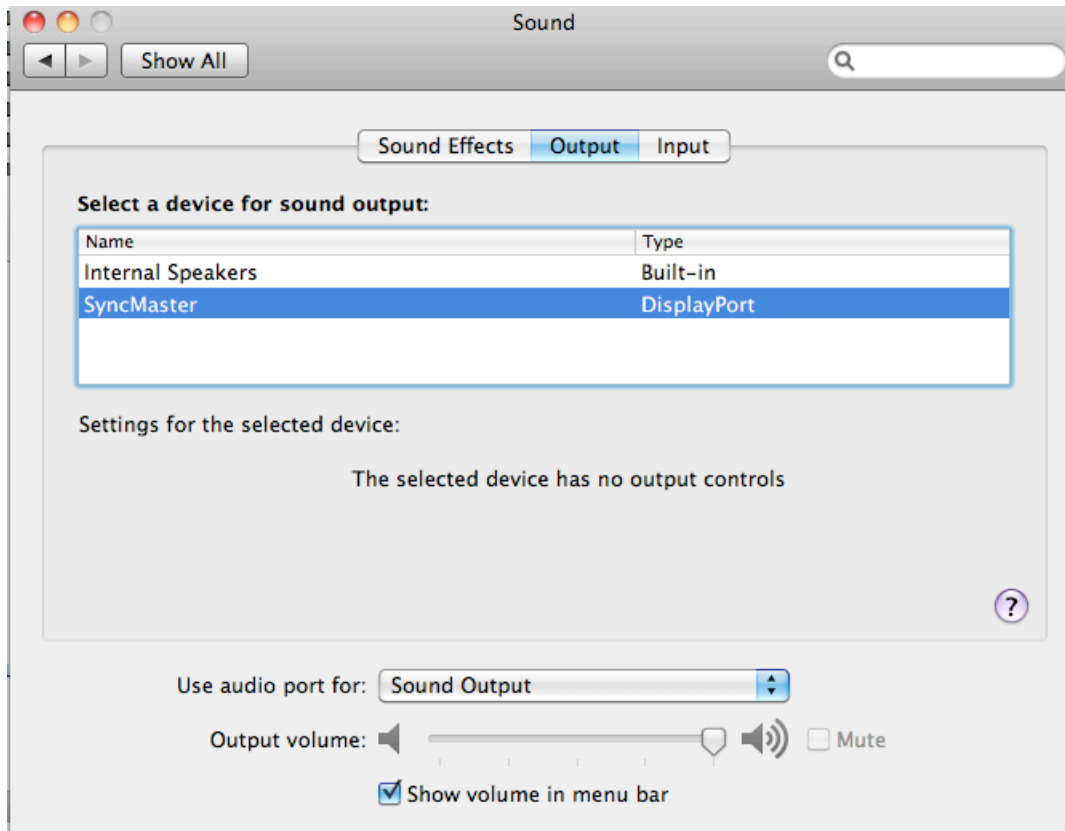 Sound
Show All
Sound Effects Output Input
Select a device for sound output:
Name Type
Internal Speakers Built-in
SyncMaster DisplayPort
Settings for the selected device:
The selected device has no output controls
?
Use audio port for: Sound Output
Output volume: Mute
Show volume in menu bar